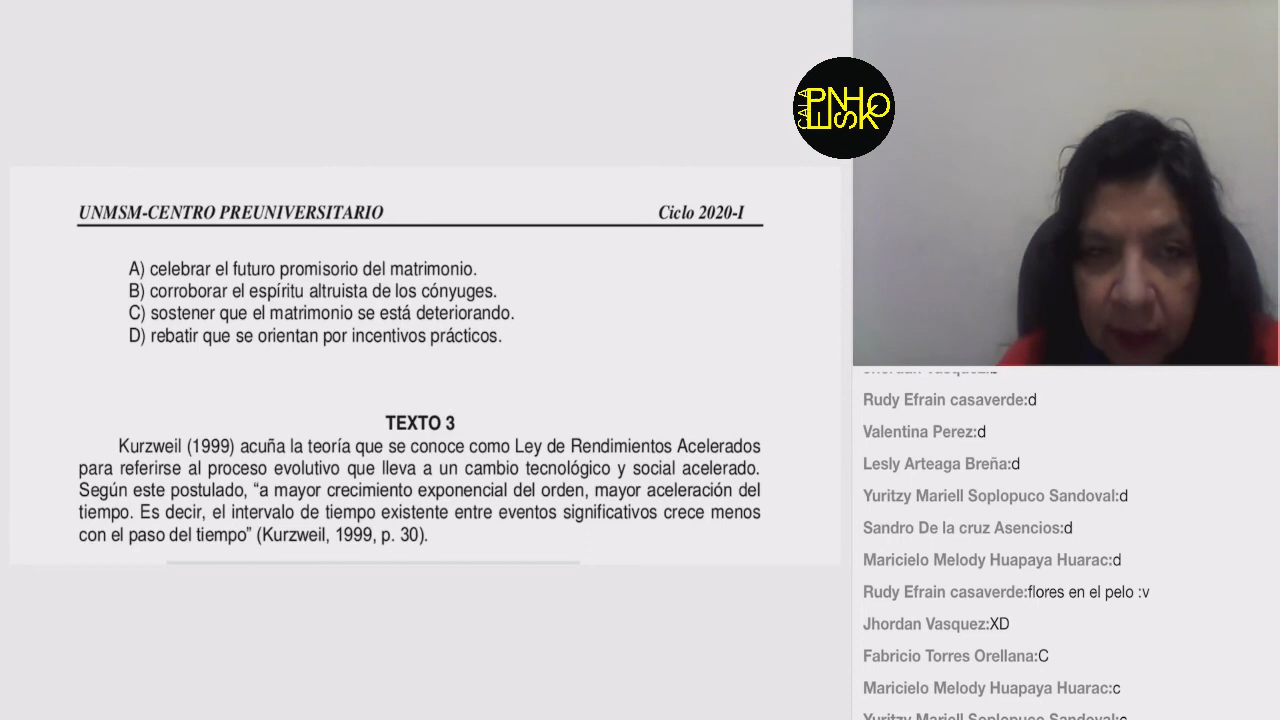 CALA
PENHSKO
UNMSM-CENTRO PREUNIVERSITARIO Ciclo 2020-I
A) celebrar el futuro promisorio del matrimonio.
B) corroborar el espíritu altruista de los cónyuges.
C) sostener que el matrimonio se está deteriorando.
D) rebatir que se orientan por incentivos prácticos.
TEXTO 3
Kurzweil (1999) acuña la teoría que se conoce como Ley de Rendimientos Acelerados
para referirse al proceso evolutivo que lleva a un cambio tecnológico y social acelerado.
Según este postulado, “a mayor crecimiento exponencial del orden, mayor aceleración del
tiempo. Es decir, el intervalo de tiempo existente entre eventos significativos crece menos
con el paso del tiempo” (Kurzweil, 1999, p. 30).
Rudy Efrain casaverde:d
Valentina Perez:d
Lesly Arteaga Breña:d
Yuritzy Mariell Soplopuco Sandoval:d
Sandro De la cruz Asencios:d
Maricielo Melody Huapaya Huarac:d
Rudy Efrain casaverde:flores en el pelo :v
Jhordan Vasquez:XD
Fabricio Torres Orellana:C
Maricielo Melody Huapaya Huarac:c
Yuritzy Mariell Soplopuco Sandoval:c